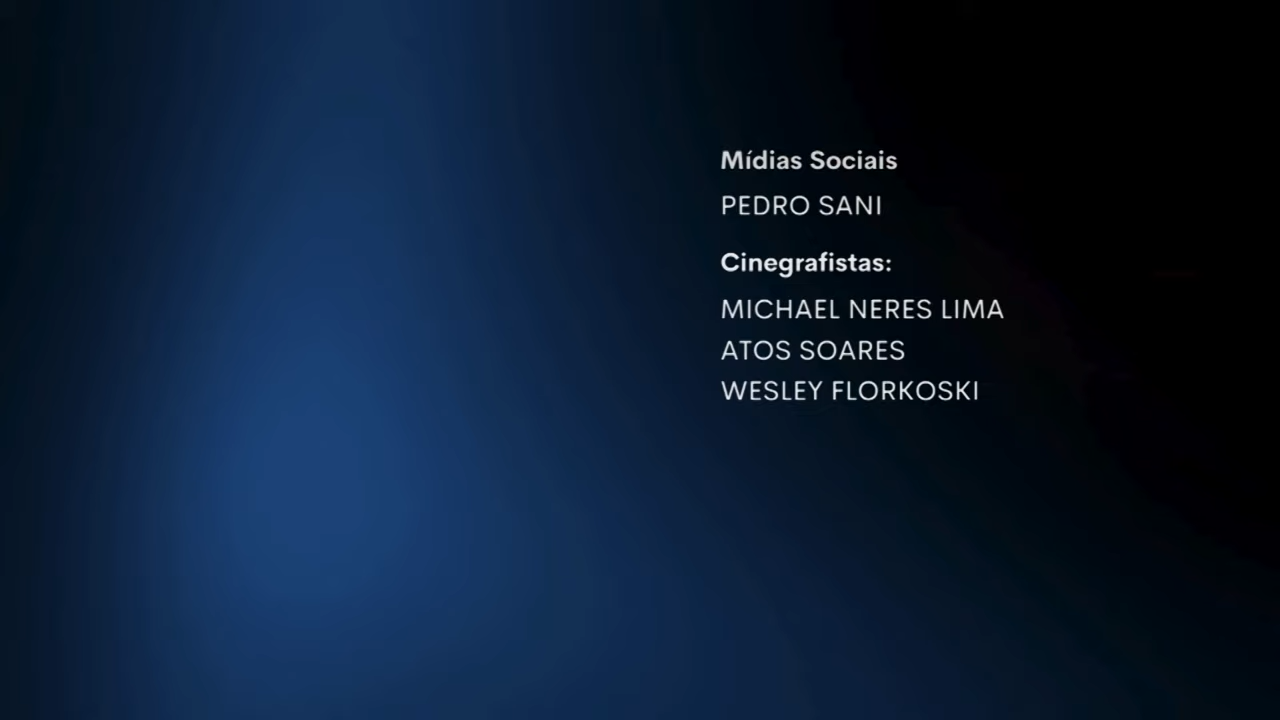 Mídias Sociais
PEDRO SANI
Cinegrafistas:
MICHAEL NERES LIMA
ATOS SOARES
WESLEY FLORKOSKI